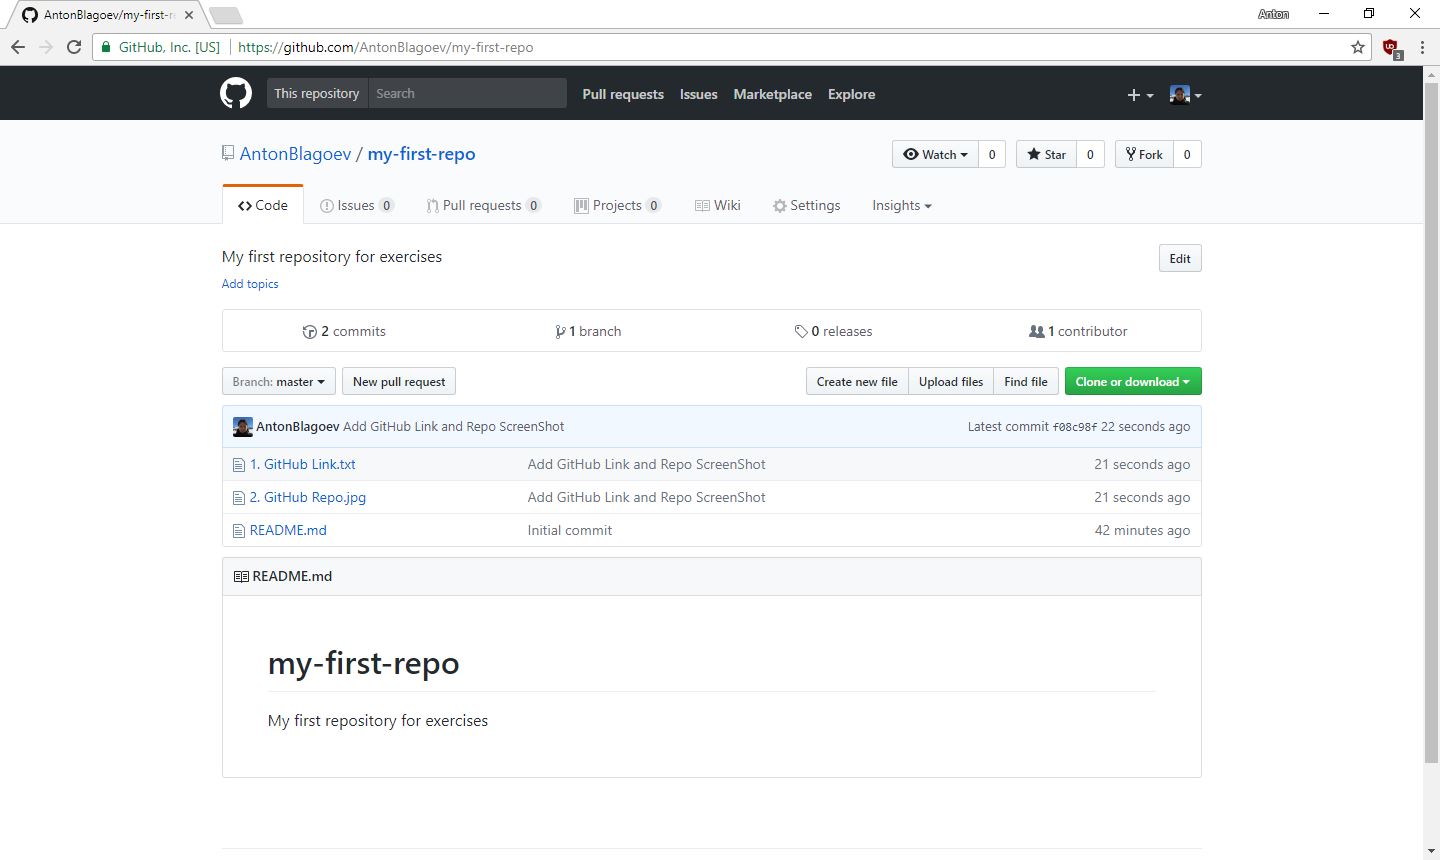 AntonBlagoev/my-first-r
Anton
GitHub, Inc. [US] https://github.com/AntonBlagoev/my-first-repo
3
This repository Search Pull requests Issues Marketplace Explore
AntonBlagoev / my-first-repo
Watch 0 Star 0 Fork 0
Code Issues 0 Pull requests 0 Projects 0 Wiki Settings Insights
My first repository for exercises
Edit
Add topics
2 commits 1 branch 0 releases 1 contributor
Branch: master New pull request Create new file Upload files Find file Clone or download
AntonBlagoev Add GitHub Link and Repo ScreenShot Latest commit f08c98f 22 seconds ago
1. GitHub Link.txt Add GitHub Link and Repo ScreenShot 21 seconds ago
2. GitHub Repo.jpg Add GitHub Link and Repo ScreenShot 21 seconds ago
README.md Initial commit 42 minutes ago
README.md
my-first-repo
My first repository for exercises